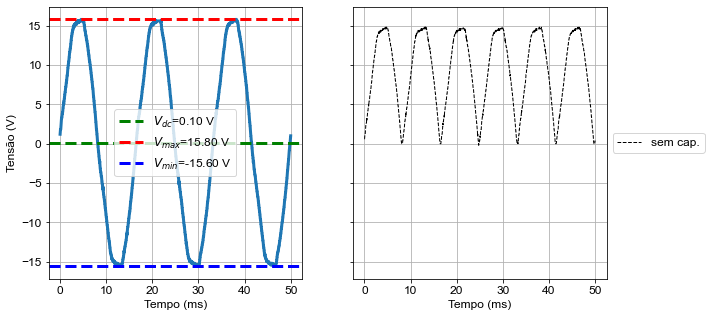 Tensão (V)
15
10
5
0
−5
−10
−15
V_dc=0.10 V
V_max=15.80 V
V_min=-15.60 V
0 10 20 30 40 50
Tempo (ms)
sem cap.
0 10 20 30 40 50
Tempo (ms)